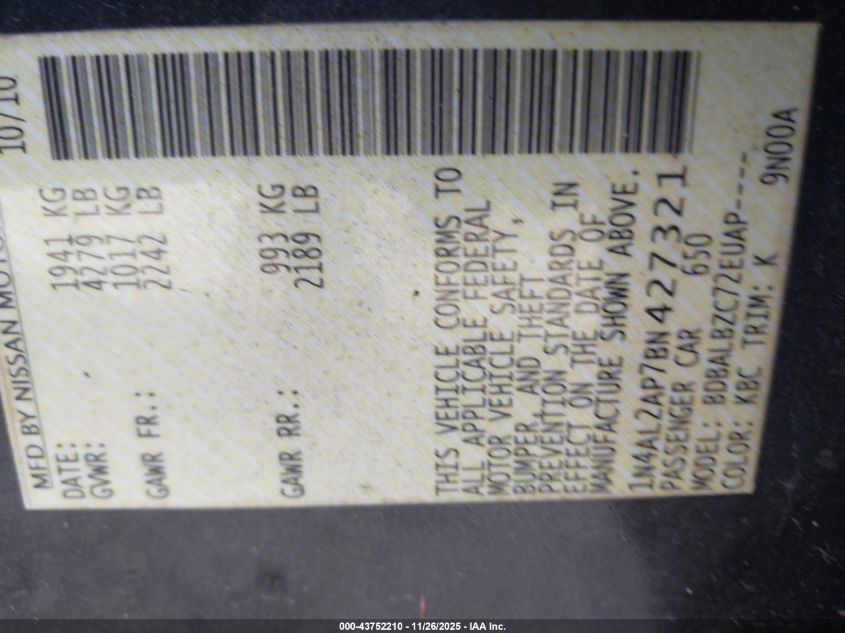 MFD BY NISSAN MOTOR
DATE: 10/10
GVWR: 1941 KG
4279 LB
GAWR FR.: 1017 KG
2242 LB
GAWR RR.: 993 KG
2189 LB
THIS VEHICLE CONFORMS TO
ALL APPLICABLE FEDERAL
MOTOR VEHICLE SAFETY,
BUMPER, AND THEFT
PREVENTION STANDARDS IN
EFFECT ON THE DATE OF
MANUFACTURE SHOWN ABOVE.
1N4AL2AP7BN427321
PASSENGER CAR 650
MODEL: BDBALBZC72EUAP----
COLOR: KBC TRIM: K 9N00A
000-43752210 - 11/26/2025 - IAA Inc.